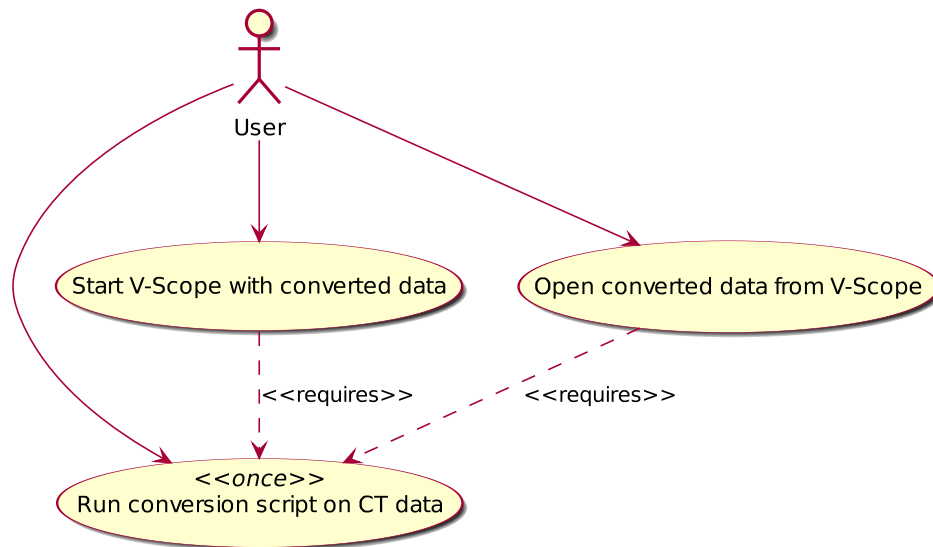 User
Start V-Scope with converted data
Open converted data from V-Scope
<<requires>>
<<requires>>
<<once>>
Run conversion script on CT data